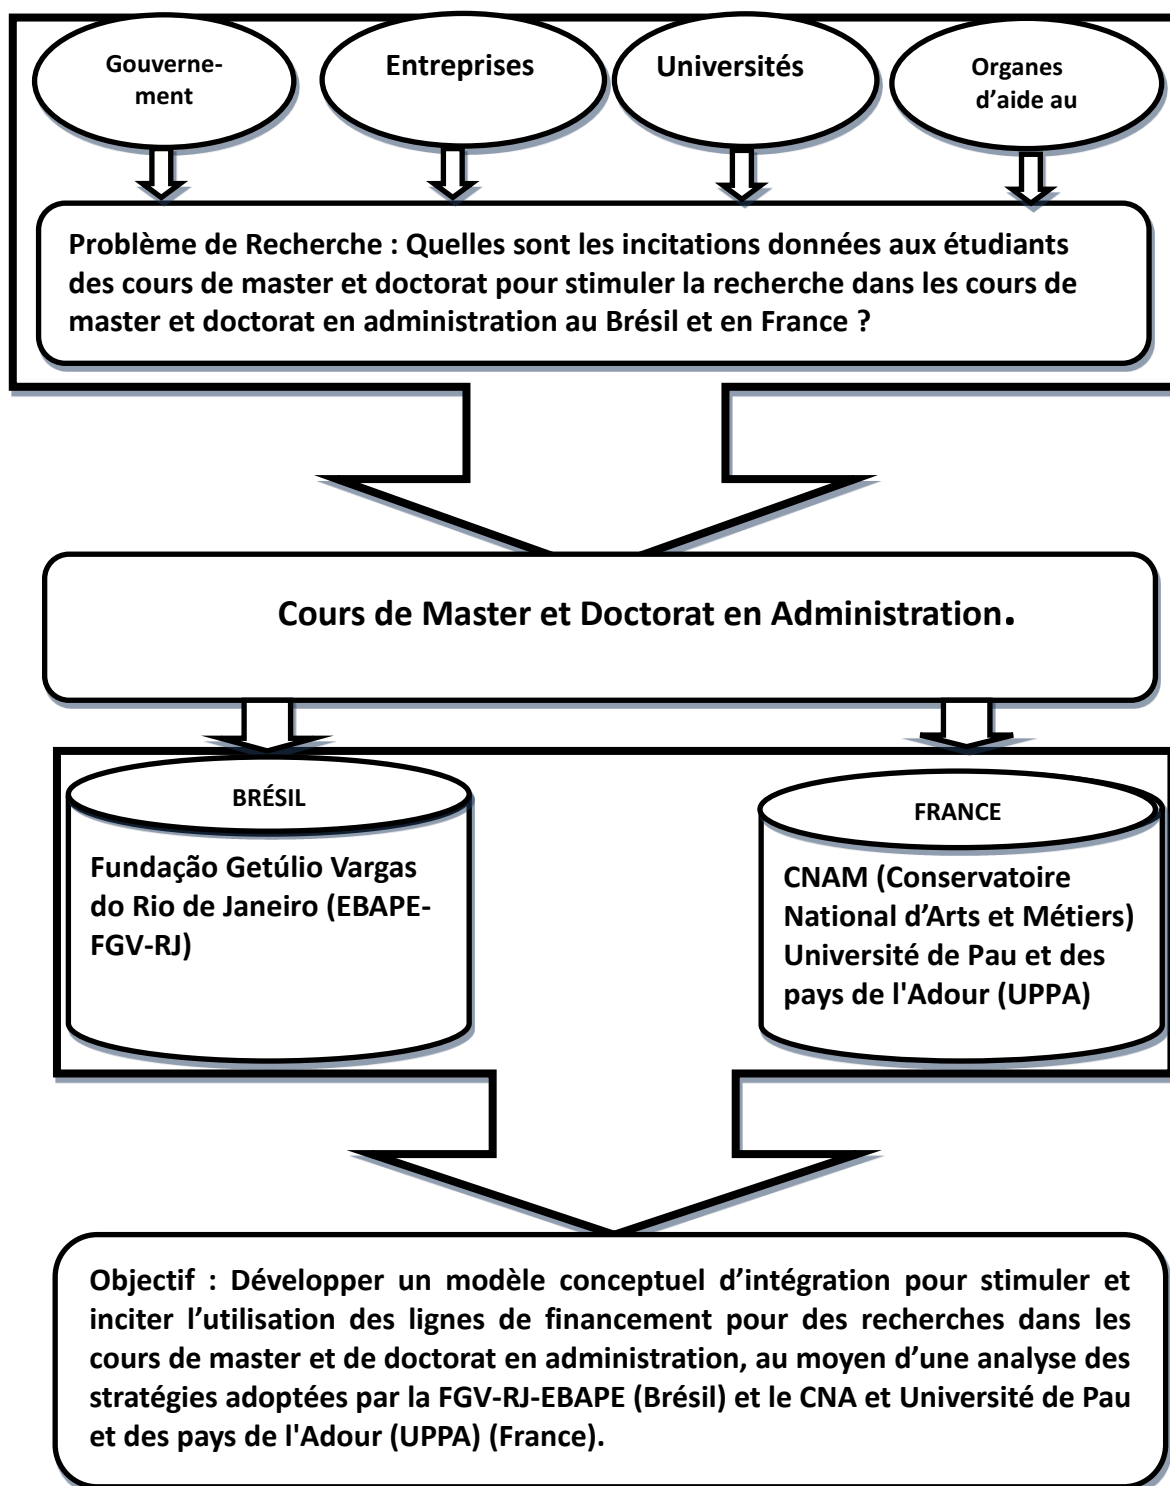 Gouverne-
ment
Entreprises
Universités
Organes
d’aide au
Problème de Recherche : Quelles sont les incitations données aux étudiants
des cours de master et doctorat pour stimuler la recherche dans les cours de
master et doctorat en administration au Brésil et en France ?
Cours de Master et Doctorat en Administration.
BRÉSIL
Fundação Getúlio Vargas
do Rio de Janeiro (EBAPE-
FGV-RJ)
FRANCE
CNAM (Conservatoire
National d’Arts et Métiers)
Université de Pau et des
pays de l'Adour (UPPA)
Objectif : Développer un modèle conceptuel d’intégration pour stimuler et
inciter l’utilisation des lignes de financement pour des recherches dans les
cours de master et de doctorat en administration, au moyen d’une analyse des
stratégies adoptées par la FGV-RJ-EBAPE (Brésil) et le CNA et Université de Pau
et des pays de l'Adour (UPPA) (France).